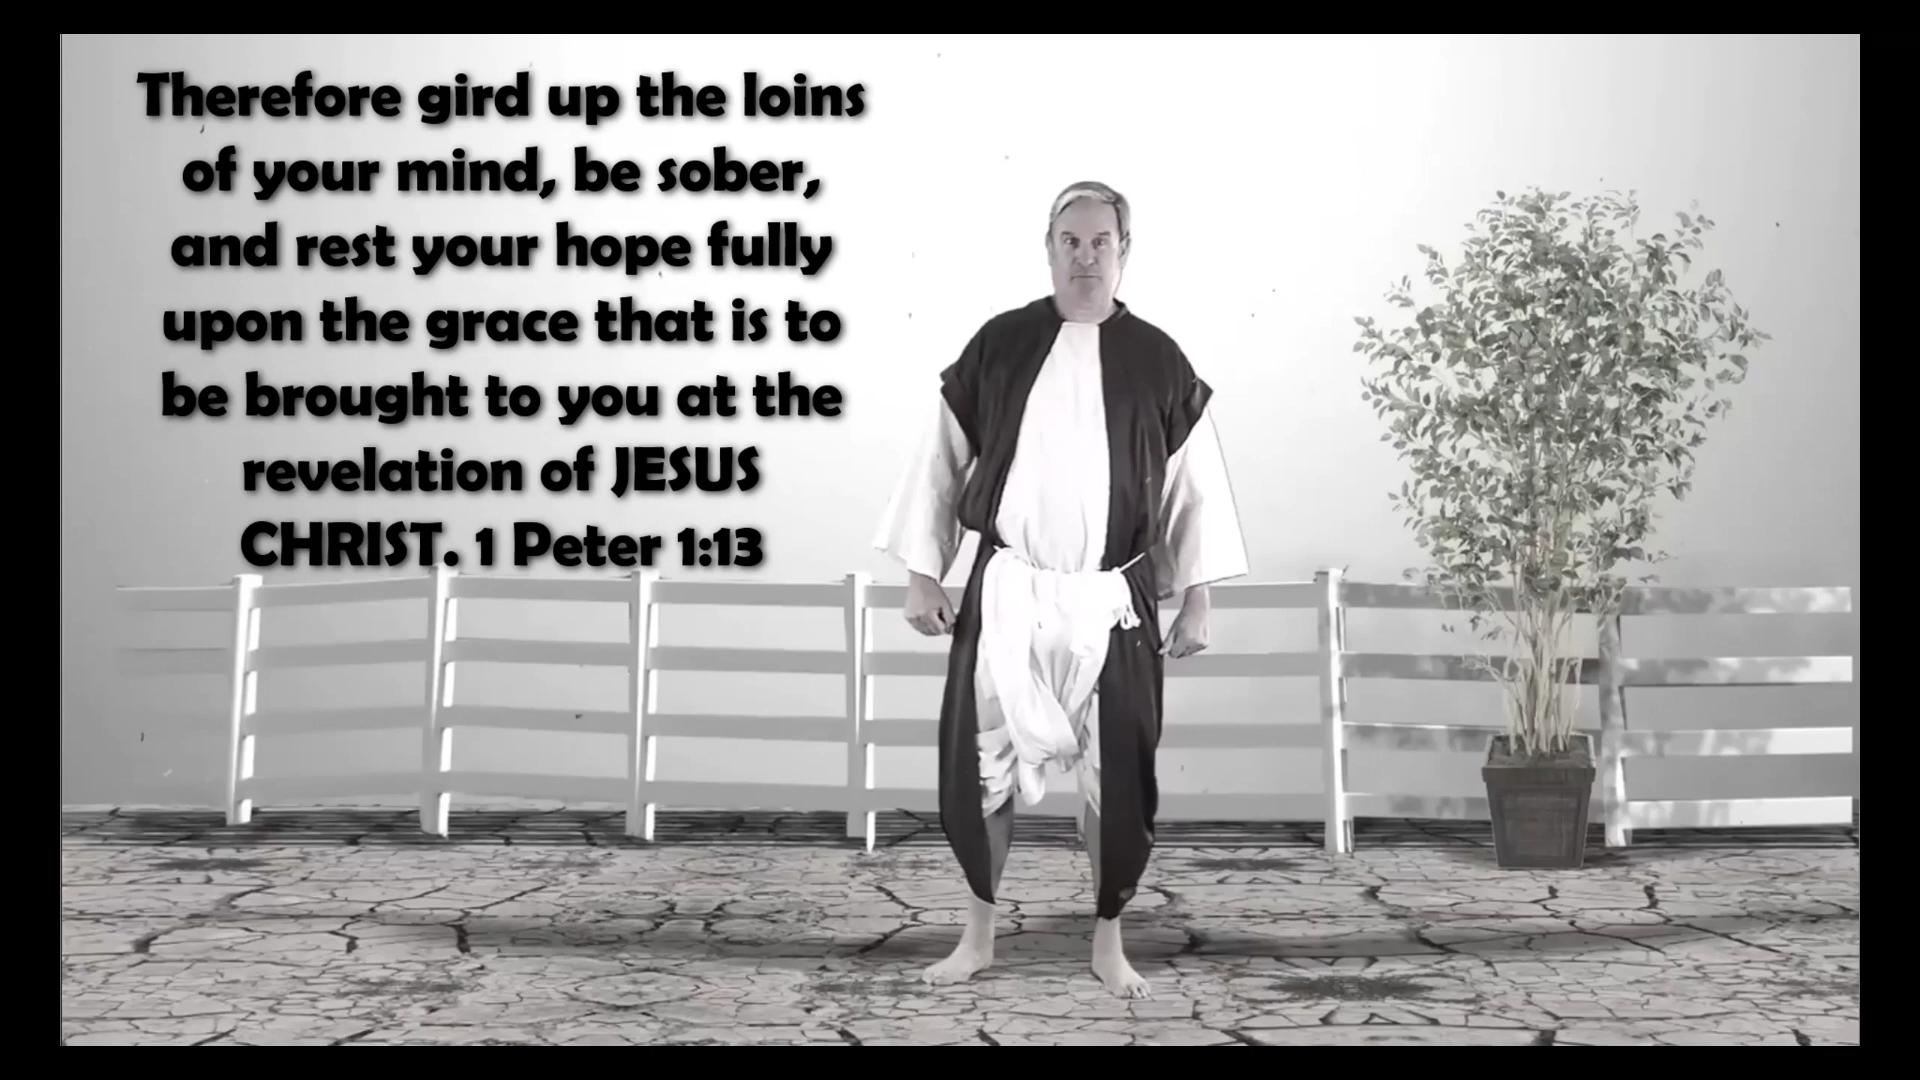 Therefore gird up the loins
of your mind, be sober,
and rest your hope fully
upon the grace that is to
be brought to you at the
revelation of JESUS
CHRIST. 1 Peter 1:13